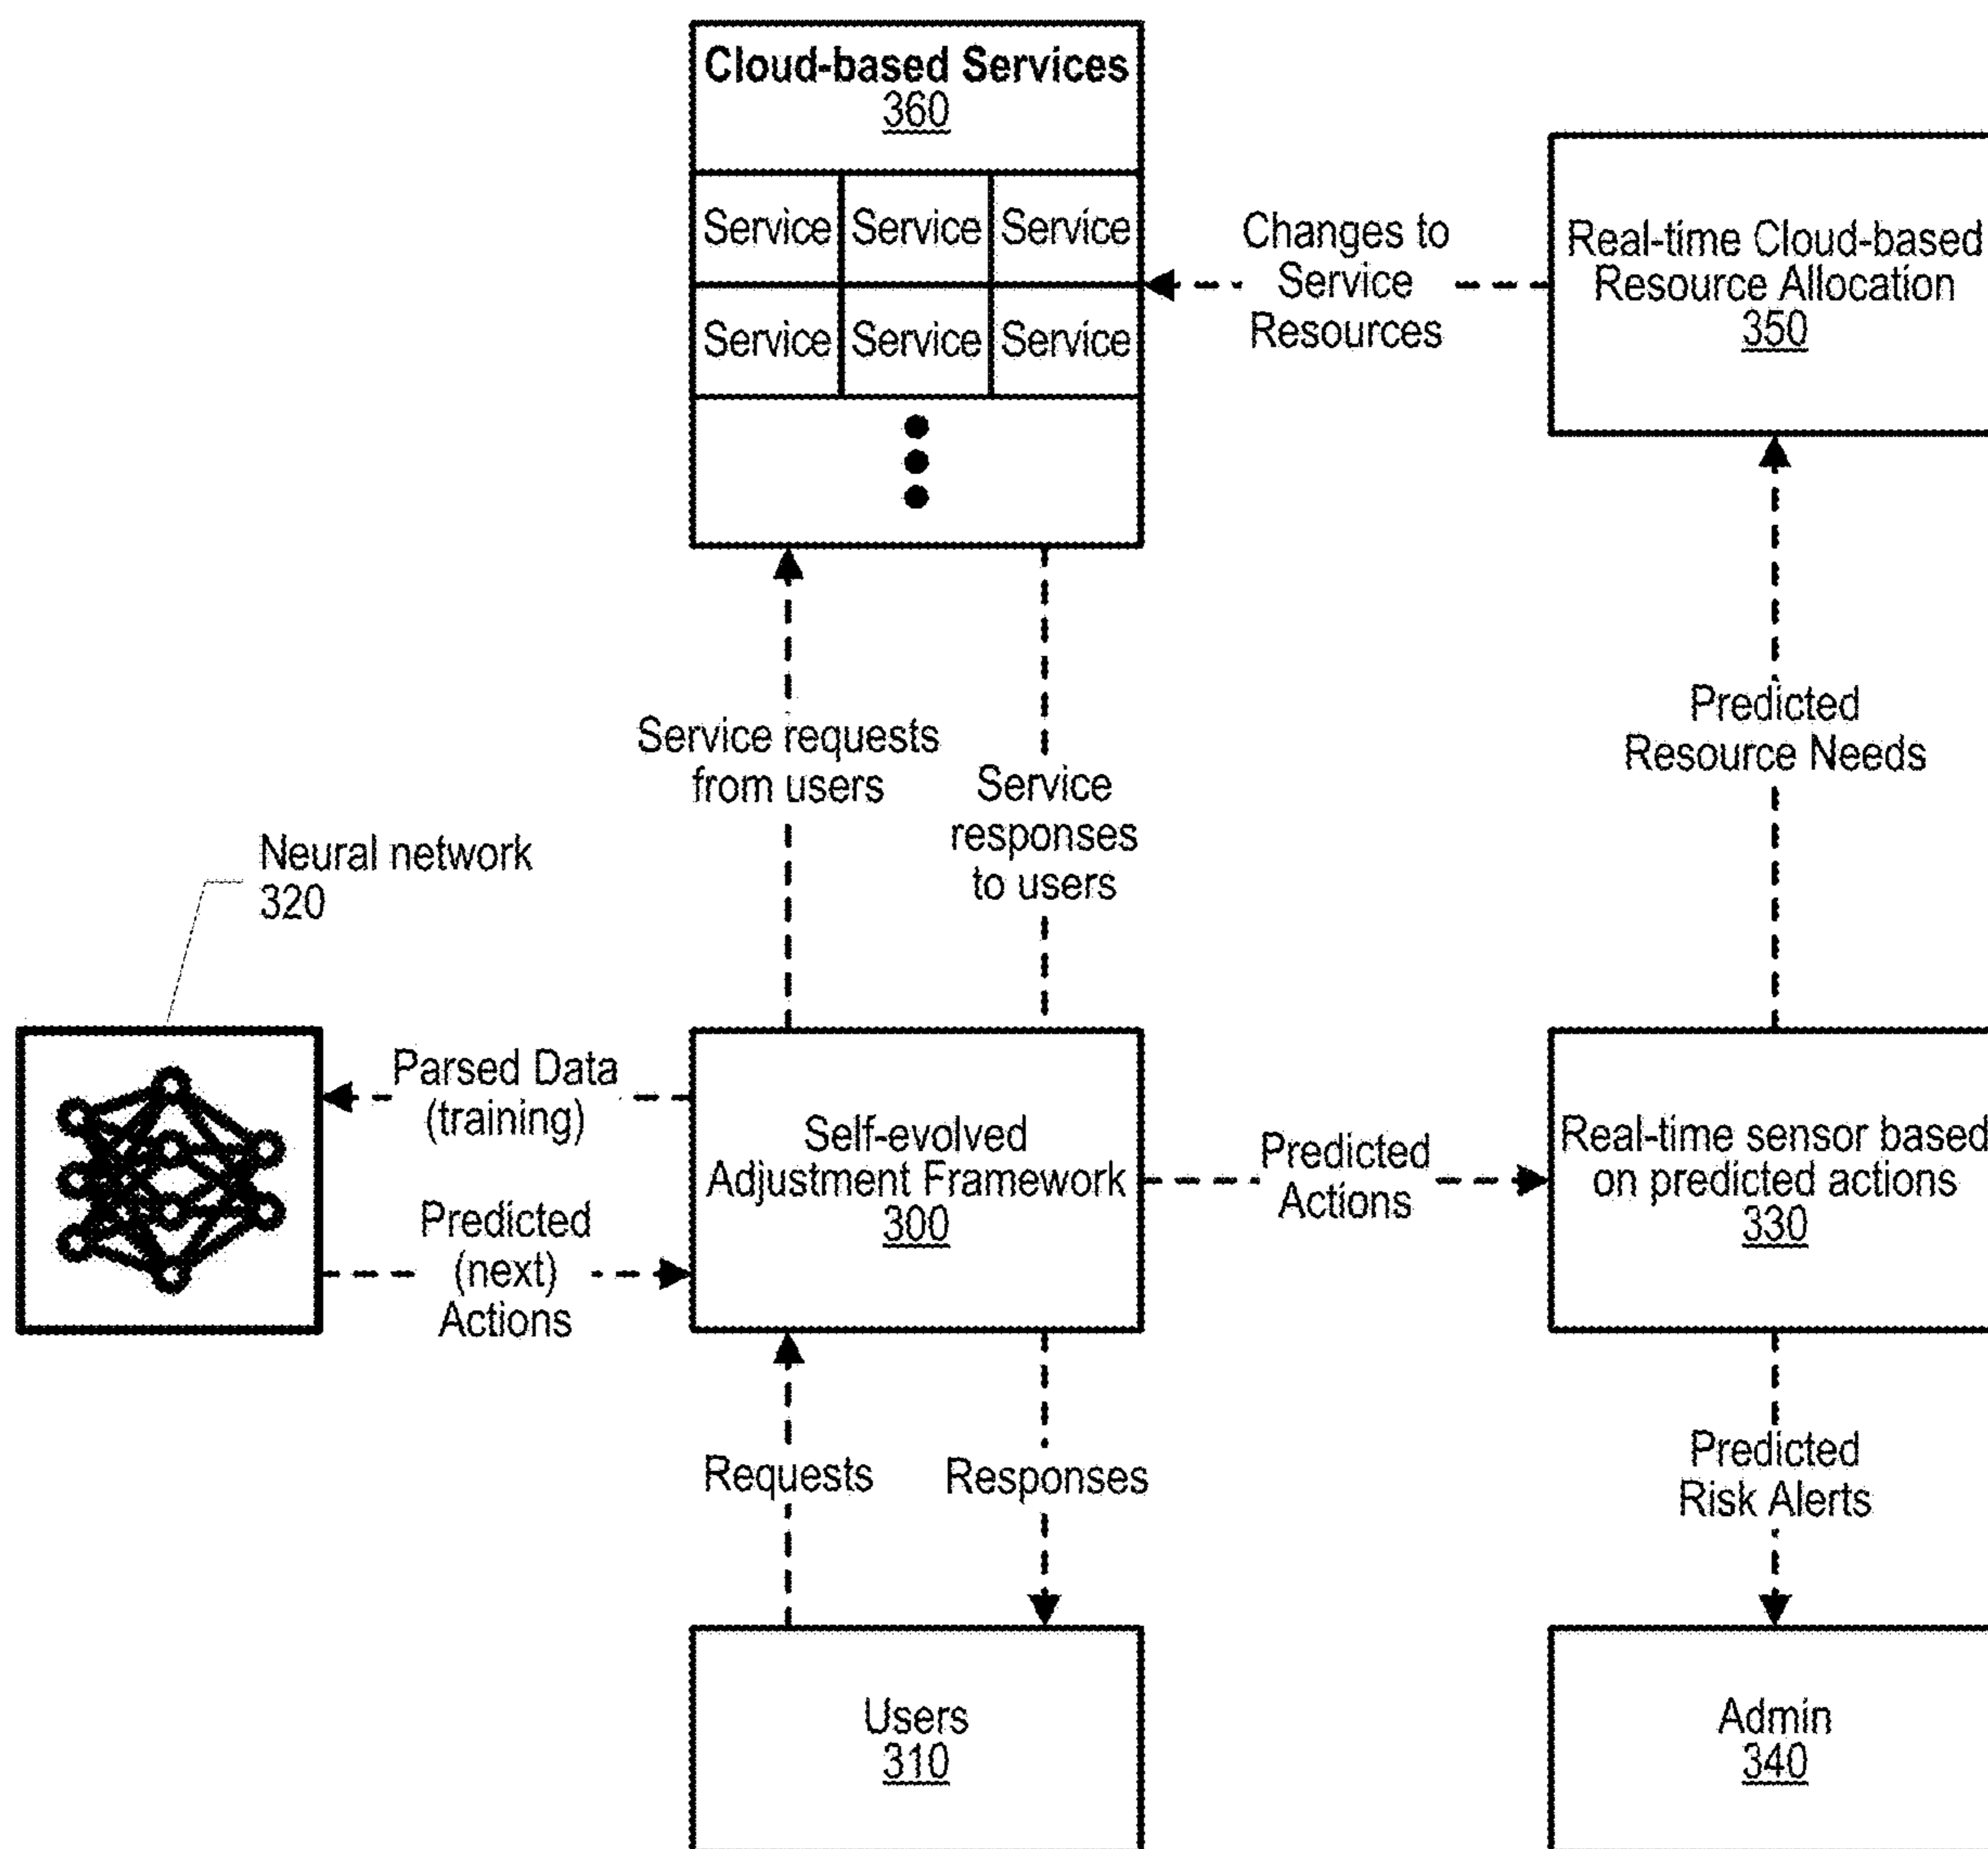 Cloud-based Services
360
Service Service Service
Service Service Service
Changes to
Service
Resources
Real-time Cloud-based
Resource Allocation
350
Service requests
from users
Service
responses
to users
Predicted
Resource Needs
Neural network
320
Parsed Data
(training)
Predicted
(next)
Actions
Self-evolved
Adjustment Framework
300
Predicted
Actions
Real-time sensor based
on predicted actions
330
Requests
Responses
Predicted
Risk Alerts
Users
310
Admin
340